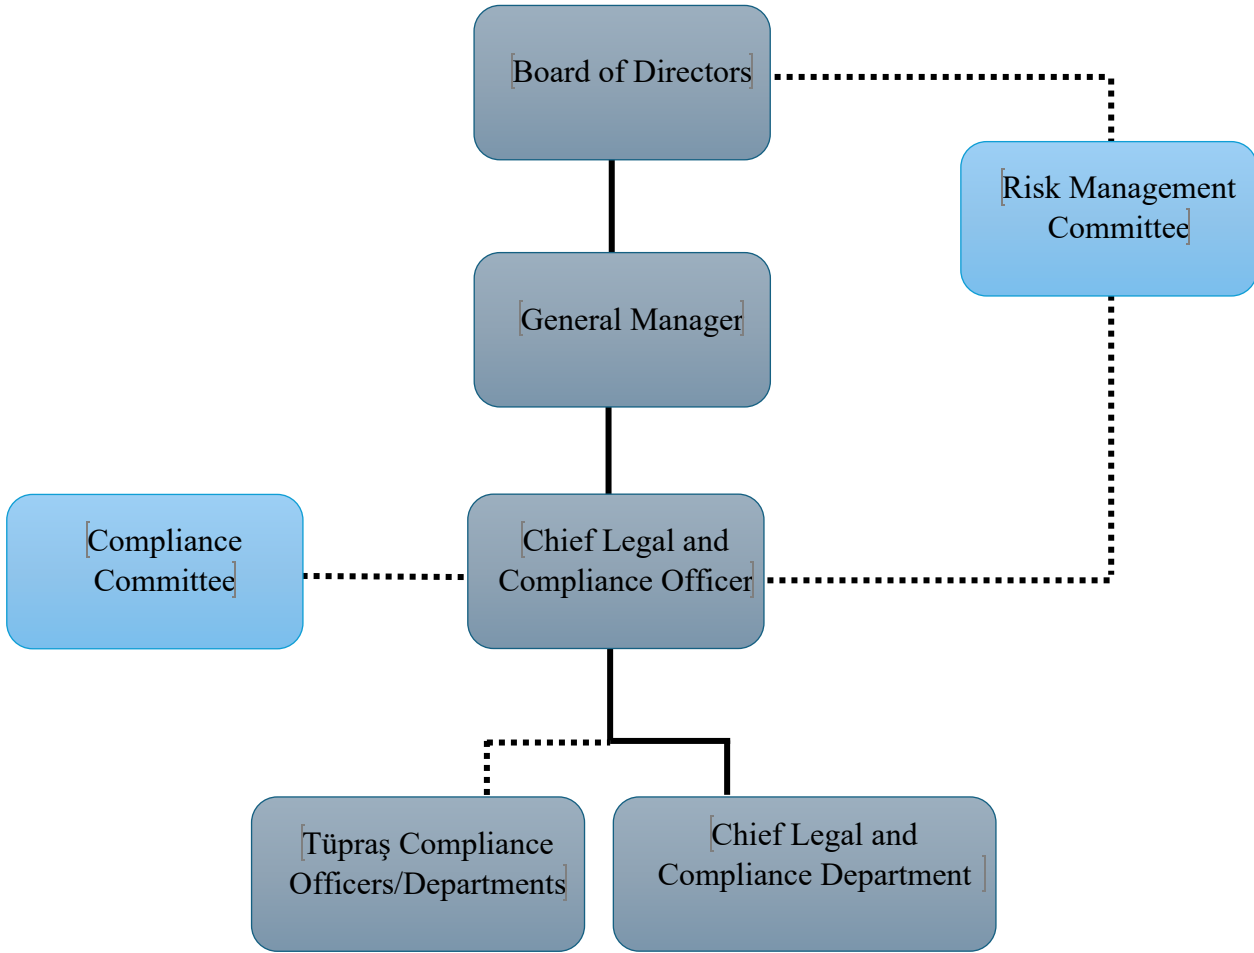 Board of Directors
Risk Management
Committee
General Manager
Compliance
Committee
Chief Legal and
Compliance Officer
Tüpraş Compliance
Officers/Departments
Chief Legal and
Compliance Department